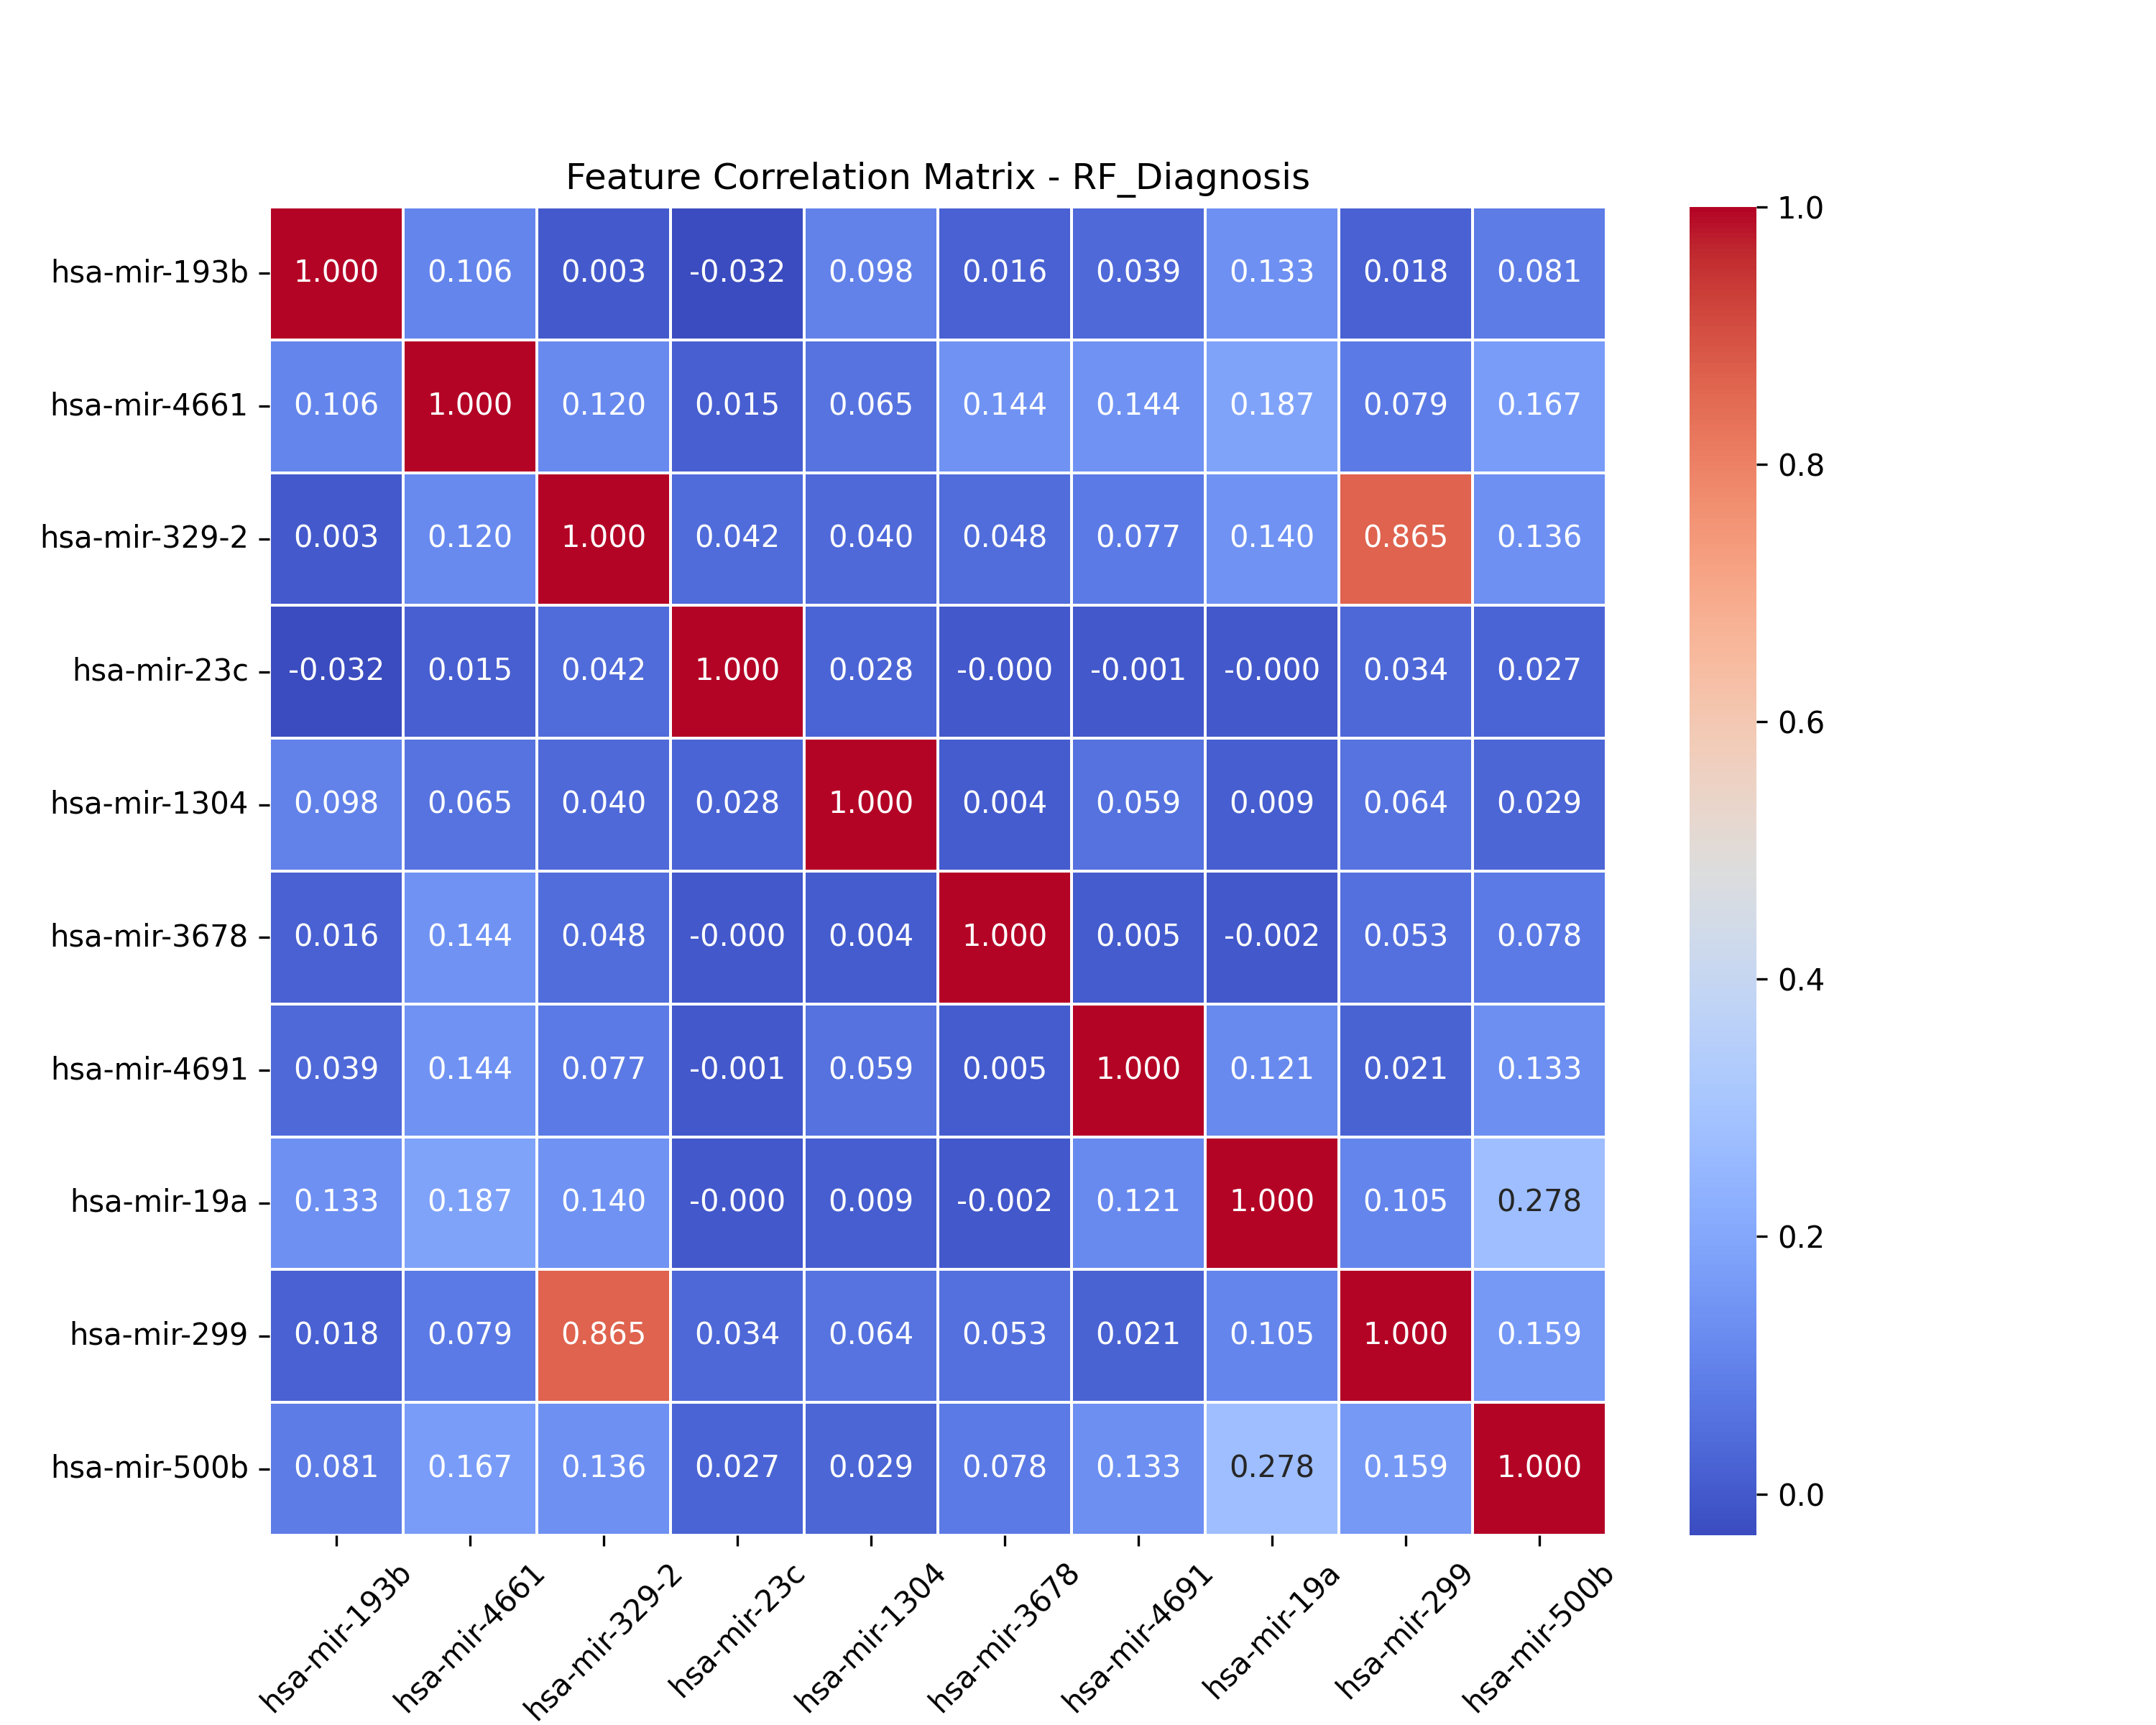 Feature Correlation Matrix - RF_Diagnosis
hsa-mir-193b 1.000 0.106 0.003 -0.032 0.098 0.016 0.039 0.133 0.018 0.081
hsa-mir-4661 0.106 1.000 0.120 0.015 0.065 0.144 0.144 0.187 0.079 0.167
hsa-mir-329-2 0.003 0.120 1.000 0.042 0.040 0.048 0.077 0.140 0.865 0.136
hsa-mir-23c -0.032 0.015 0.042 1.000 0.028 -0.000 -0.001 -0.000 0.034 0.027
hsa-mir-1304 0.098 0.065 0.040 0.028 1.000 0.004 0.059 0.009 0.064 0.029
hsa-mir-3678 0.016 0.144 0.048 -0.000 0.004 1.000 0.005 -0.002 0.053 0.078
hsa-mir-4691 0.039 0.144 0.077 -0.001 0.059 0.005 1.000 0.121 0.021 0.133
hsa-mir-19a 0.133 0.187 0.140 -0.000 0.009 -0.002 0.121 1.000 0.105 0.278
hsa-mir-299 0.018 0.079 0.865 0.034 0.064 0.053 0.021 0.105 1.000 0.159
hsa-mir-500b 0.081 0.167 0.136 0.027 0.029 0.078 0.133 0.278 0.159 1.000
hsa-mir-193b hsa-mir-4661 hsa-mir-329-2 hsa-mir-23c hsa-mir-1304 hsa-mir-3678 hsa-mir-4691 hsa-mir-19a hsa-mir-299 hsa-mir-500b
1.0
0.8
0.6
0.4
0.2
0.0